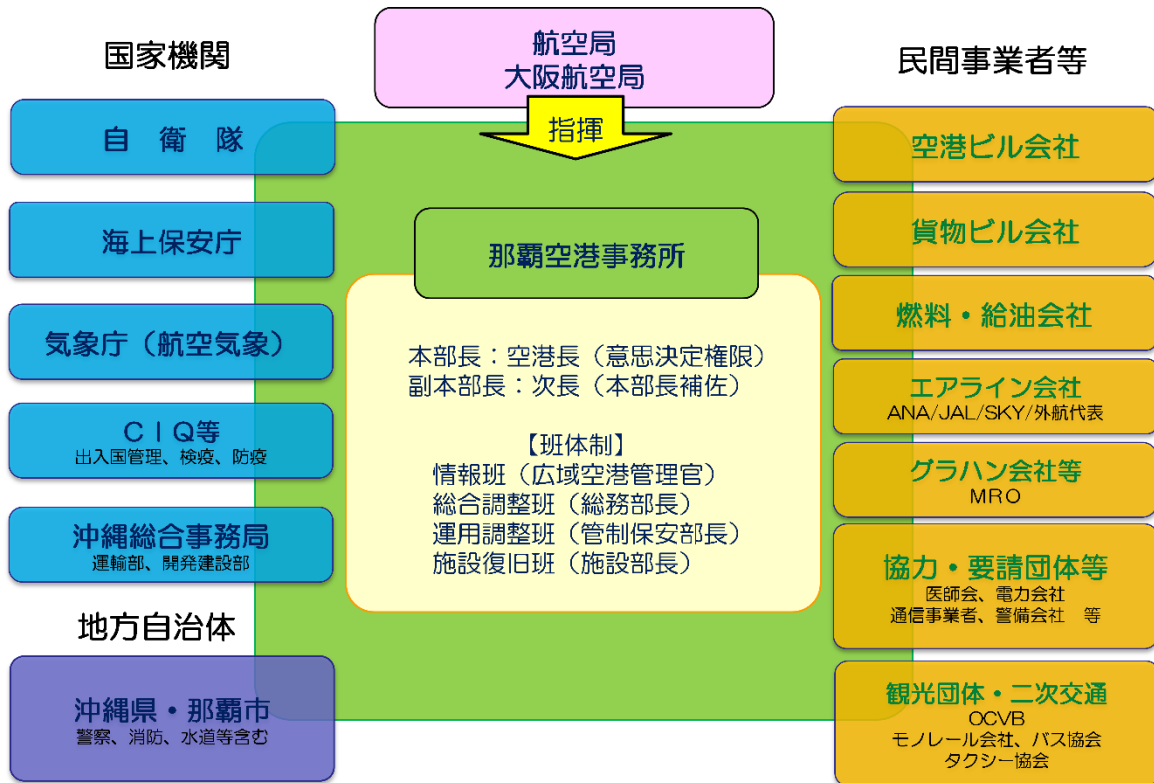 国家機関
自　衛　隊
海上保安庁
気象庁（航空気象）
ＣＩＱ等
出入国管理、検疫、防疫
沖縄総合事務局
運輸部、開発建設部
地方自治体
沖縄県・那覇市
警察、消防、水道等含む
航空局
大阪航空局
指揮
那覇空港事務所
本部長：空港長（意思決定権限）
副本部長：次長（本部長補佐）
【班体制】
情報班（広域空港管理官）
総合調整班（総務部長）
運用調整班（管制保安部長）
施設復旧班（施設部長）
民間事業者等
空港ビル会社
貨物ビル会社
燃料・給油会社
エアライン会社
ANA/JAL/SKY/外航代表
グラハン会社等
MRO
協力・要請団体等
医師会、電力会社
通信事業者、警備会社　等
観光団体・二次交通
OCVB
モノレール会社、バス協会
タクシー協会